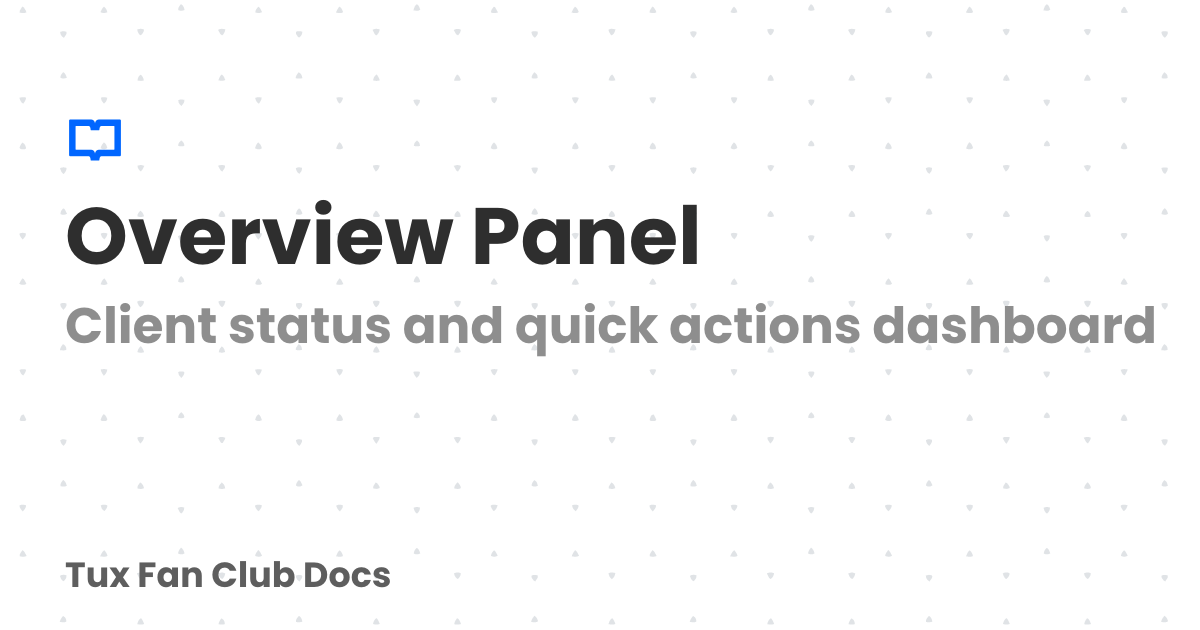 Overview Panel
Client status and quick actions dashboard
Tux Fan Club Docs